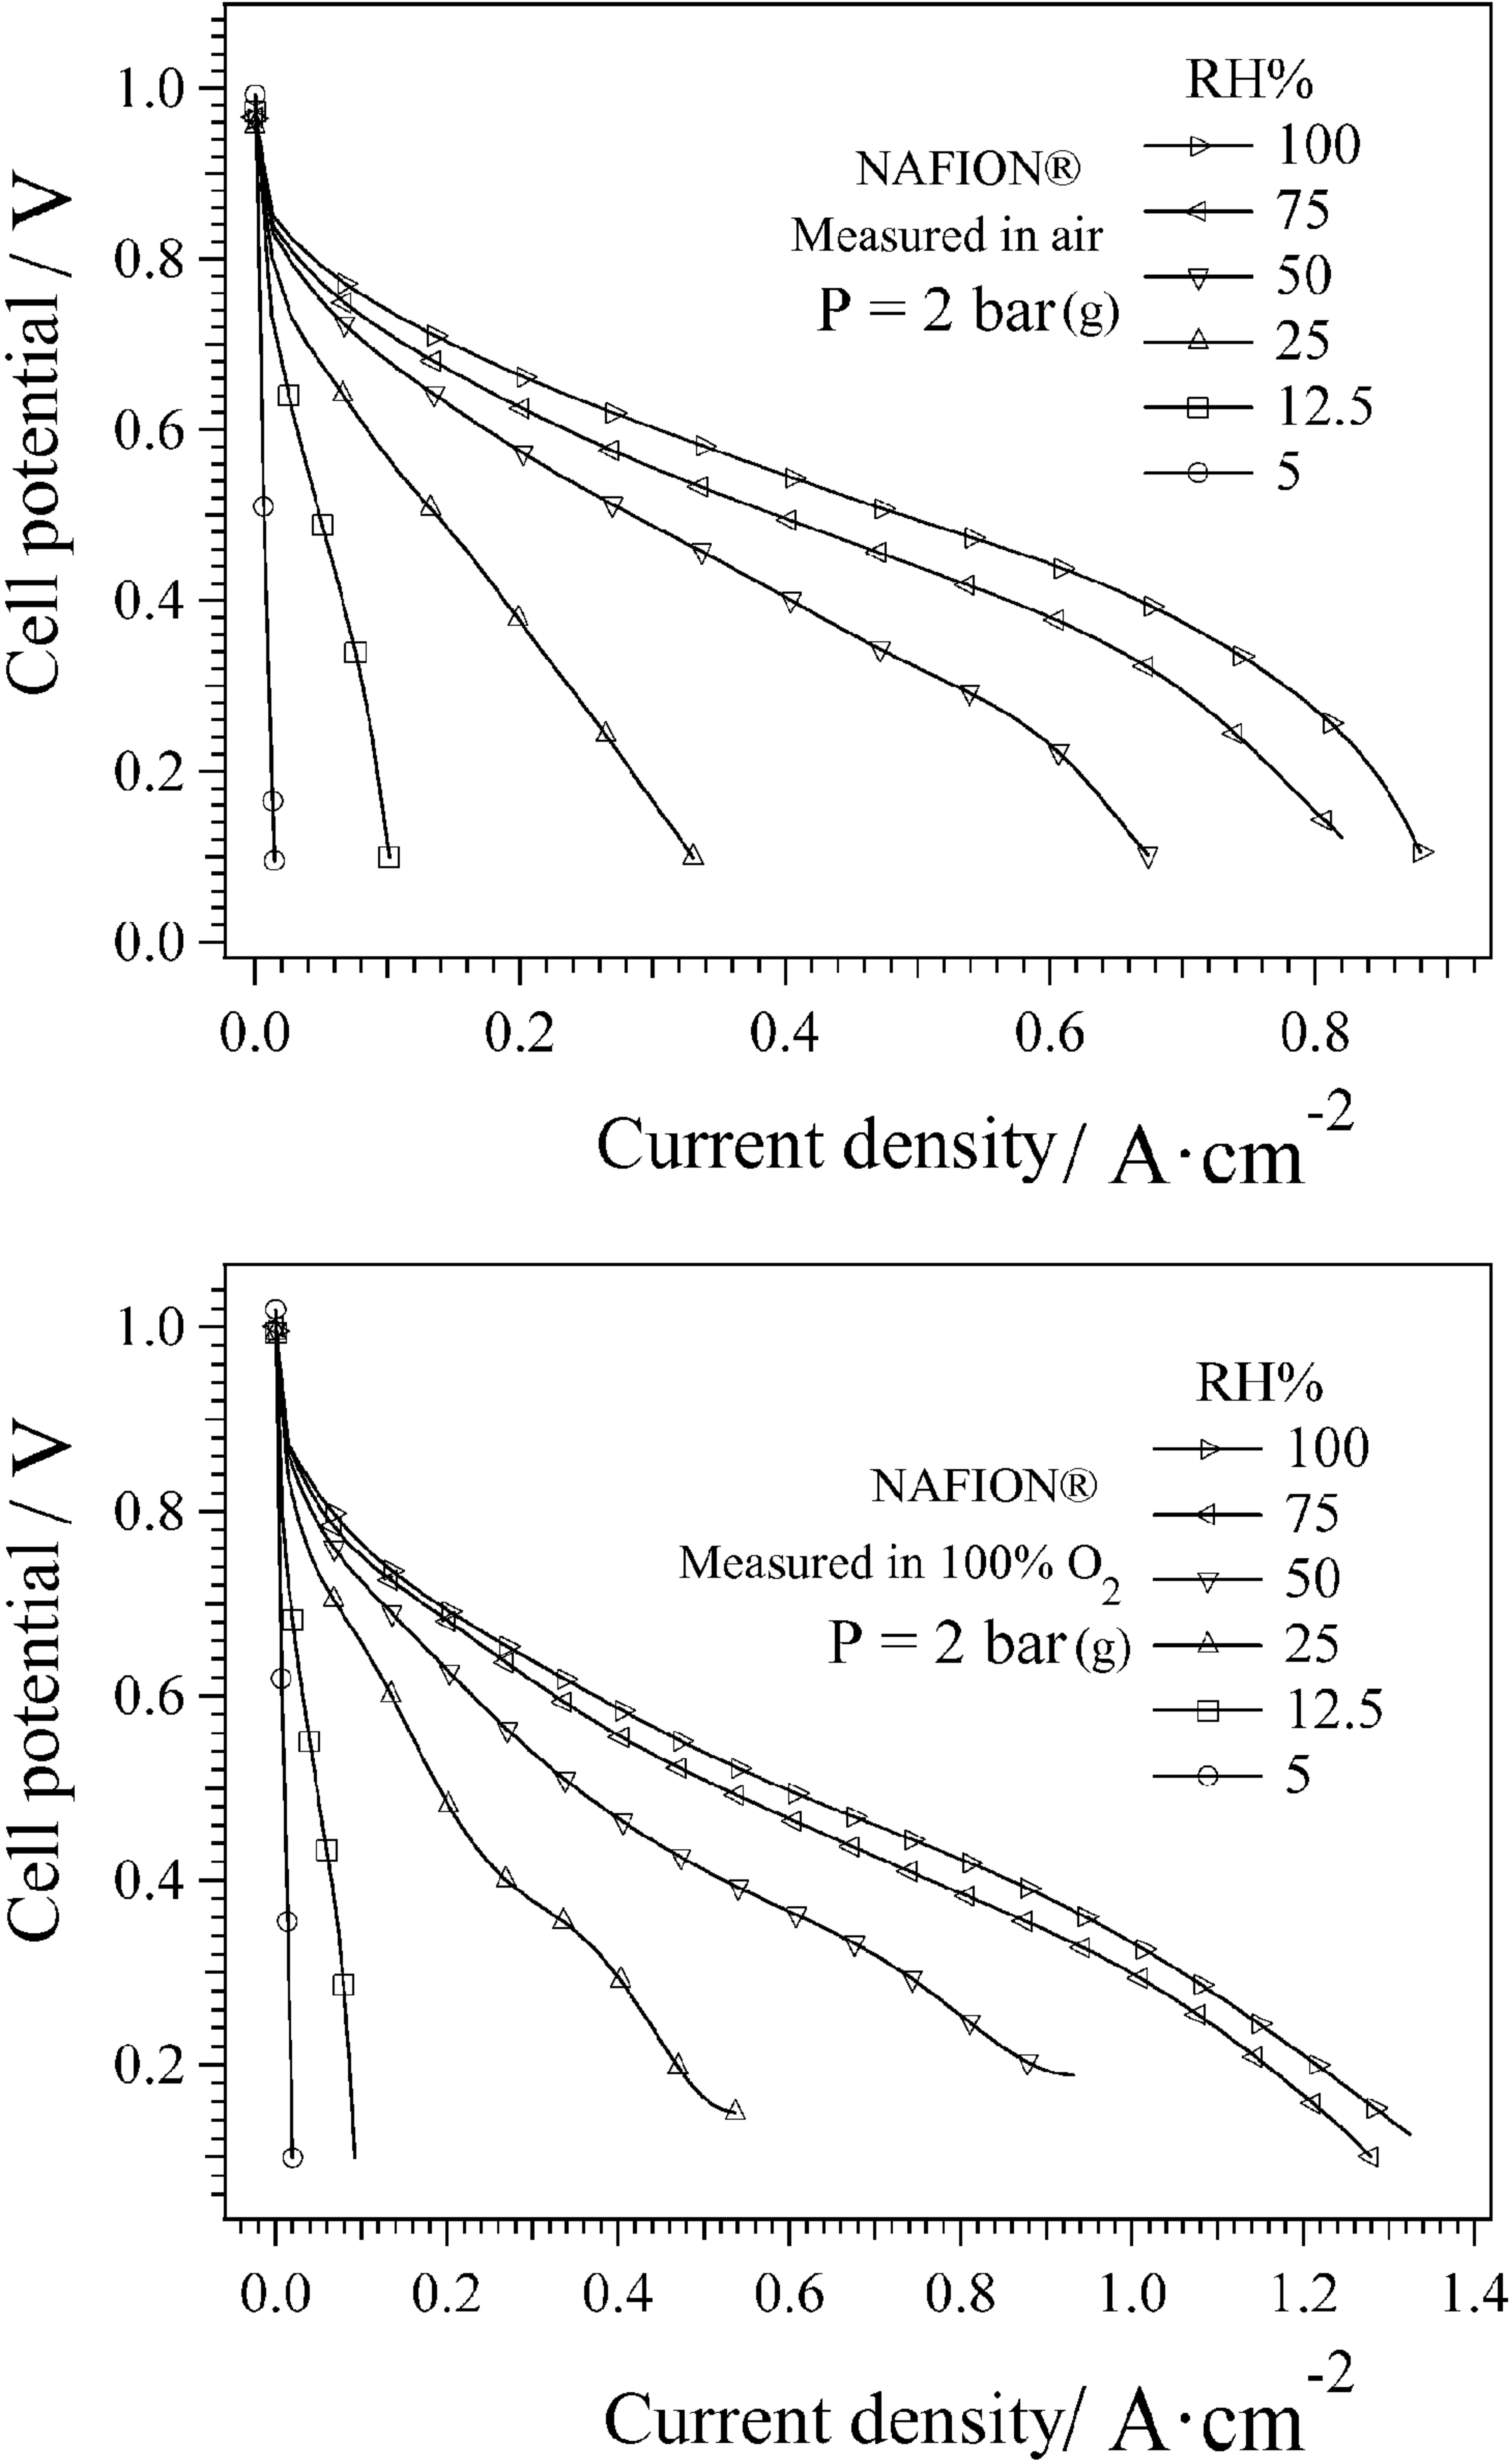 RH%
1.0
100
NAFION®
75
Measured in air
0.8
50
P = 2 bar(g)
25
0.6
12.5
5
0.4
0.2
0.0
Cell potential / V
0.0 0.2 0.4 0.6 0.8
Current density/ A·cm-2
1.0
RH%
100
NAFION®
75
0.8
Measured in 100% O2
50
P = 2 bar(g)
25
0.6
12.5
5
0.4
0.2
Cell potential / V
0.0 0.2 0.4 0.6 0.8 1.0 1.2 1.4
Current density/ A·cm-2